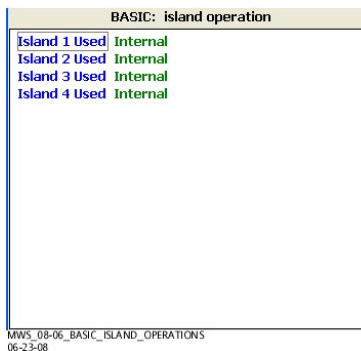 BASIC: island operation
Island 1 Used Internal
Island 2 Used Internal
Island 3 Used Internal
Island 4 Used Internal
MWS_08-06_BASIC_ISLAND_OPERATIONS
06-23-08